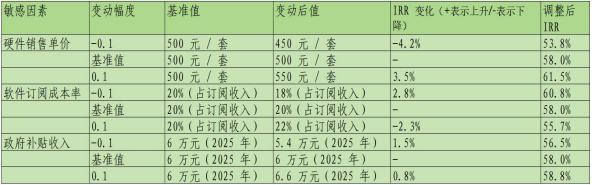 敏感因素 变动幅度 基准值 变动后值 IRR 变化（+表示上升/-表示下降） 调整后 IRR
硬件销售单价 -0.1 500 元 / 套 450 元 / 套 -4.2% 53.8%
基准值 500 元 / 套 500 元 / 套 - 58.0%
0.1 500 元 / 套 550 元 / 套 3.5% 61.5%
软件订阅成本率 -0.1 20%（占订阅收入） 18%（占订阅收入） 2.8% 60.8%
基准值 20%（占订阅收入） 20%（占订阅收入） - 58.0%
0.1 20%（占订阅收入） 22%（占订阅收入） -2.3% 55.7%
政府补贴收入 -0.1 6 万元（2025 年） 5.4 万元（2025 年） 1.5% 56.5%
基准值 6 万元（2025 年） 6 万元（2025 年） - 58.0%
0.1 6 万元（2025 年） 6.6 万元（2025 年） 0.8% 58.8%